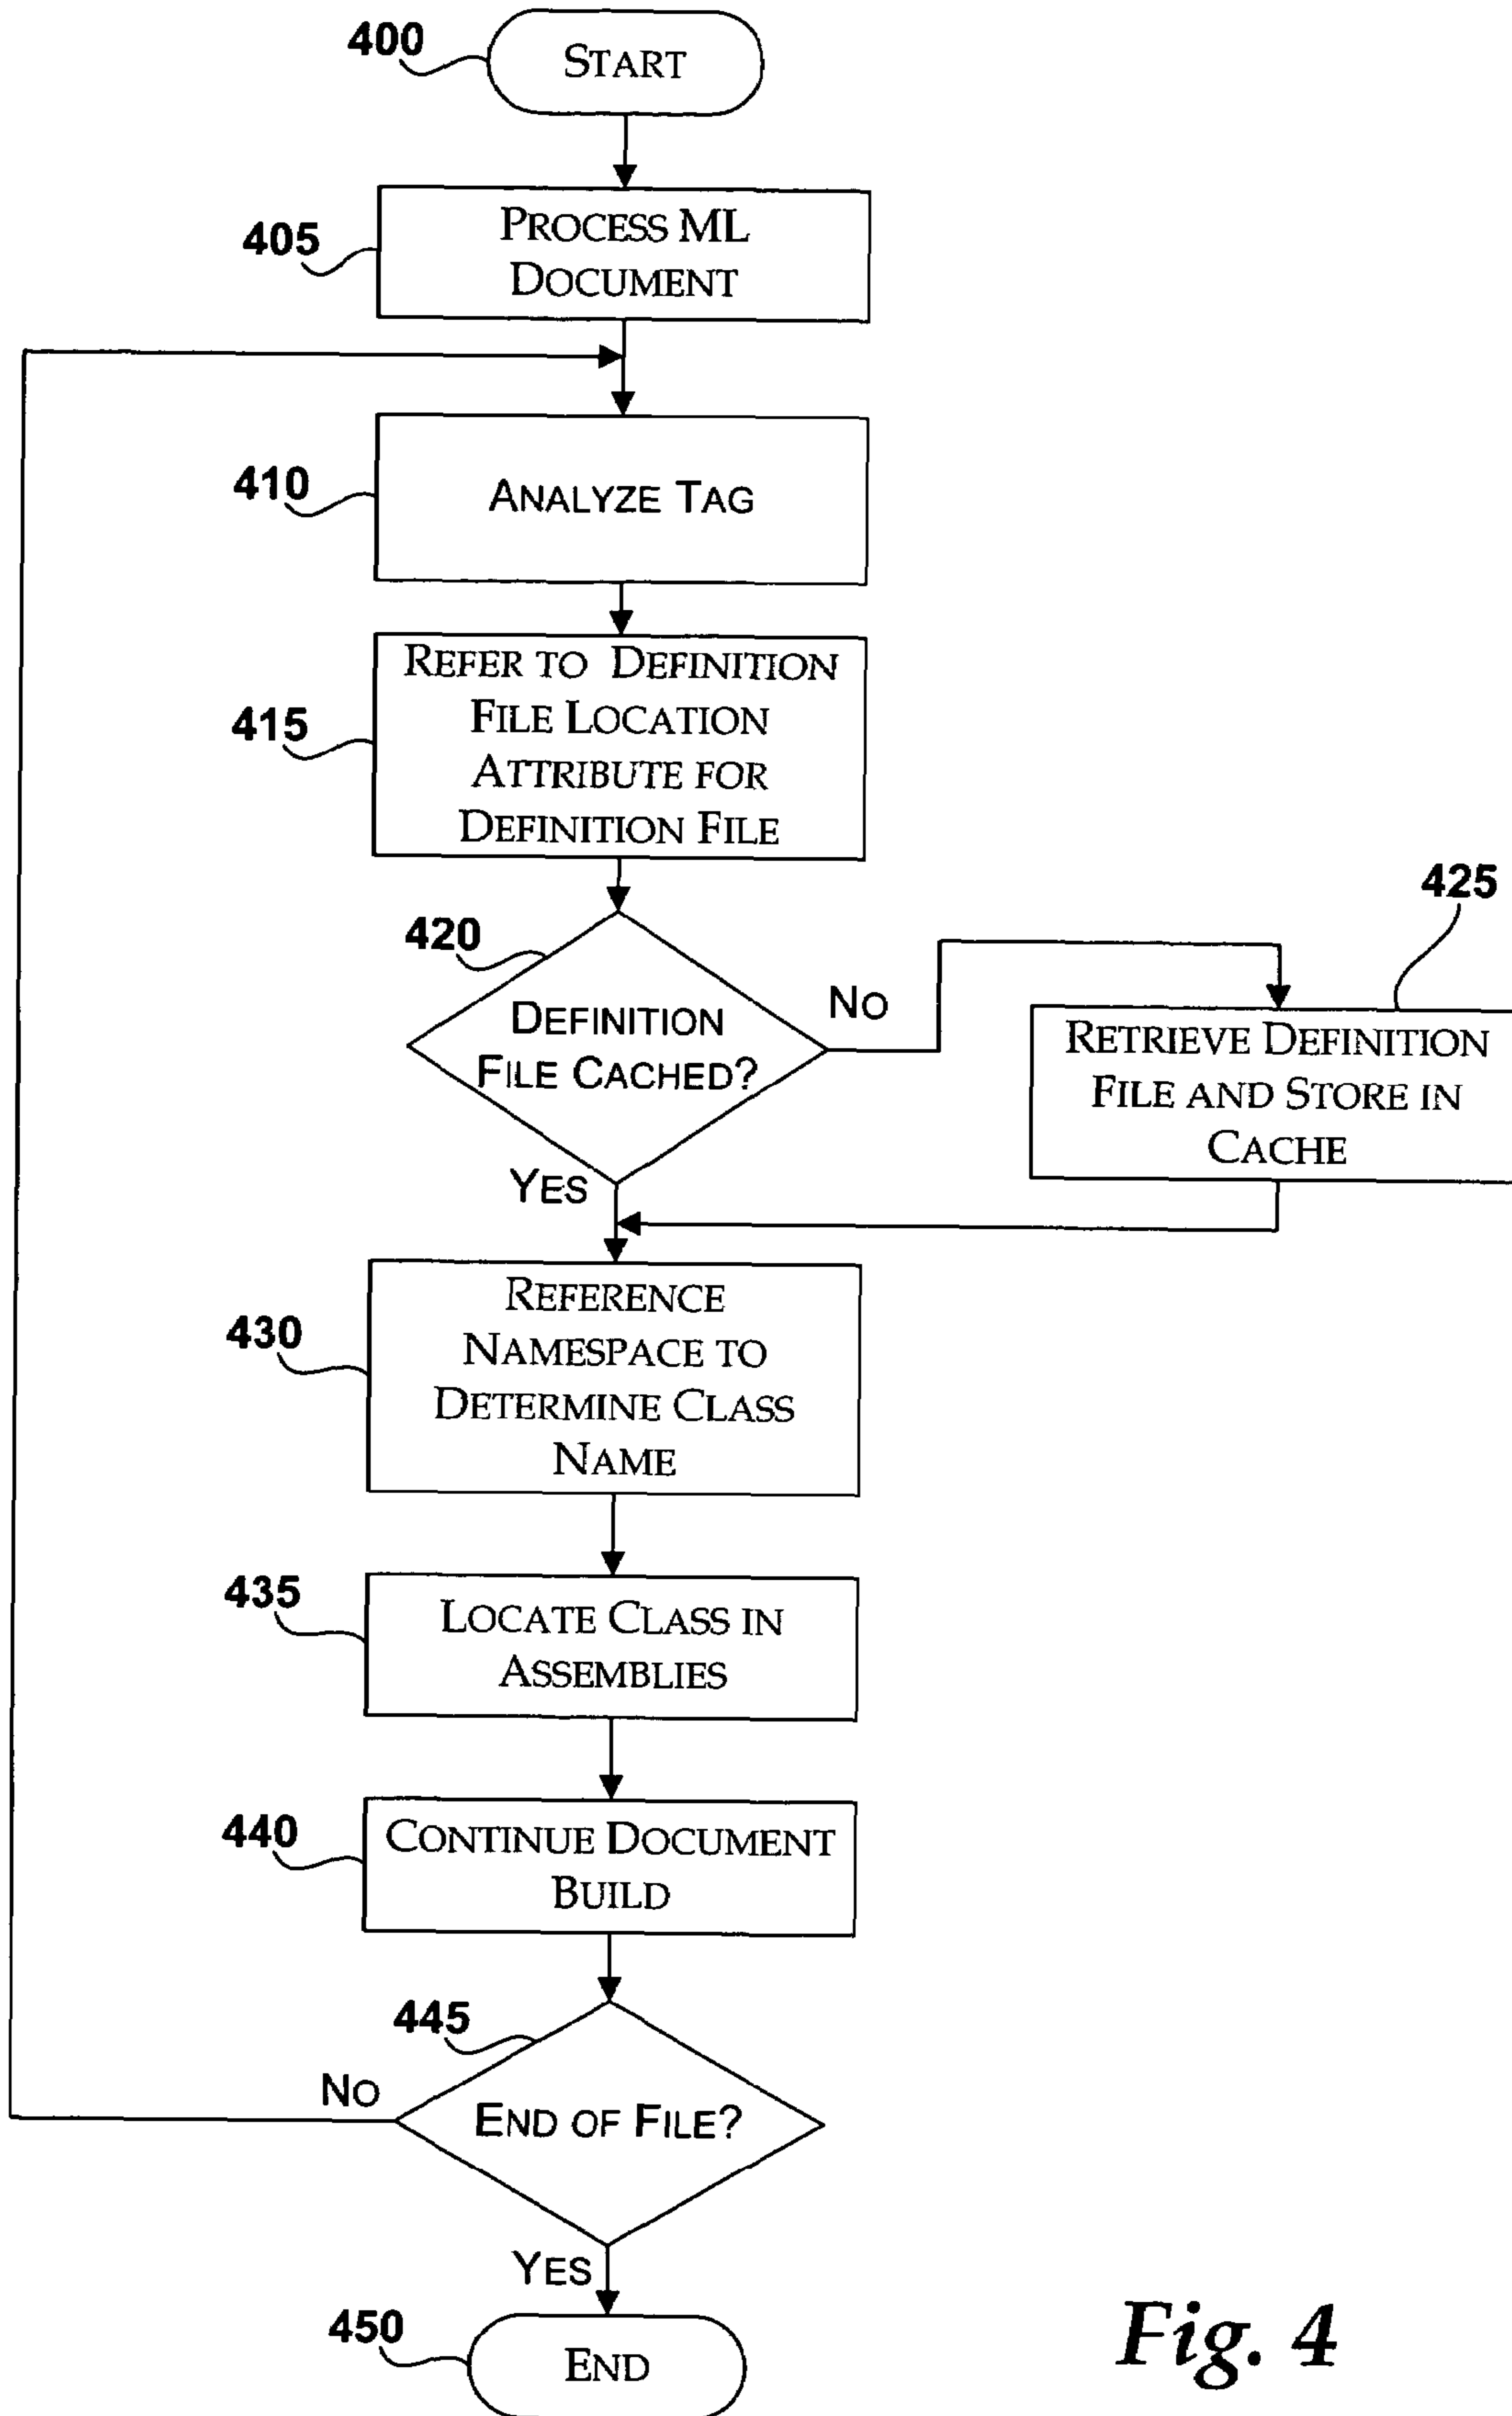 400
START
405
PROCESS ML
DOCUMENT
410
ANALYZE TAG
415
REFER TO DEFINITION
FILE LOCATION
ATTRIBUTE FOR
DEFINITION FILE
420
DEFINITION
FILE CACHED?
NO
YES
425
RETRIEVE DEFINITION
FILE AND STORE IN
CACHE
430
REFERENCE
NAMESPACE TO
DETERMINE CLASS
NAME
435
LOCATE CLASS IN
ASSEMBLIES
440
CONTINUE DOCUMENT
BUILD
445
NO
END OF FILE?
YES
450
END
Fig. 4